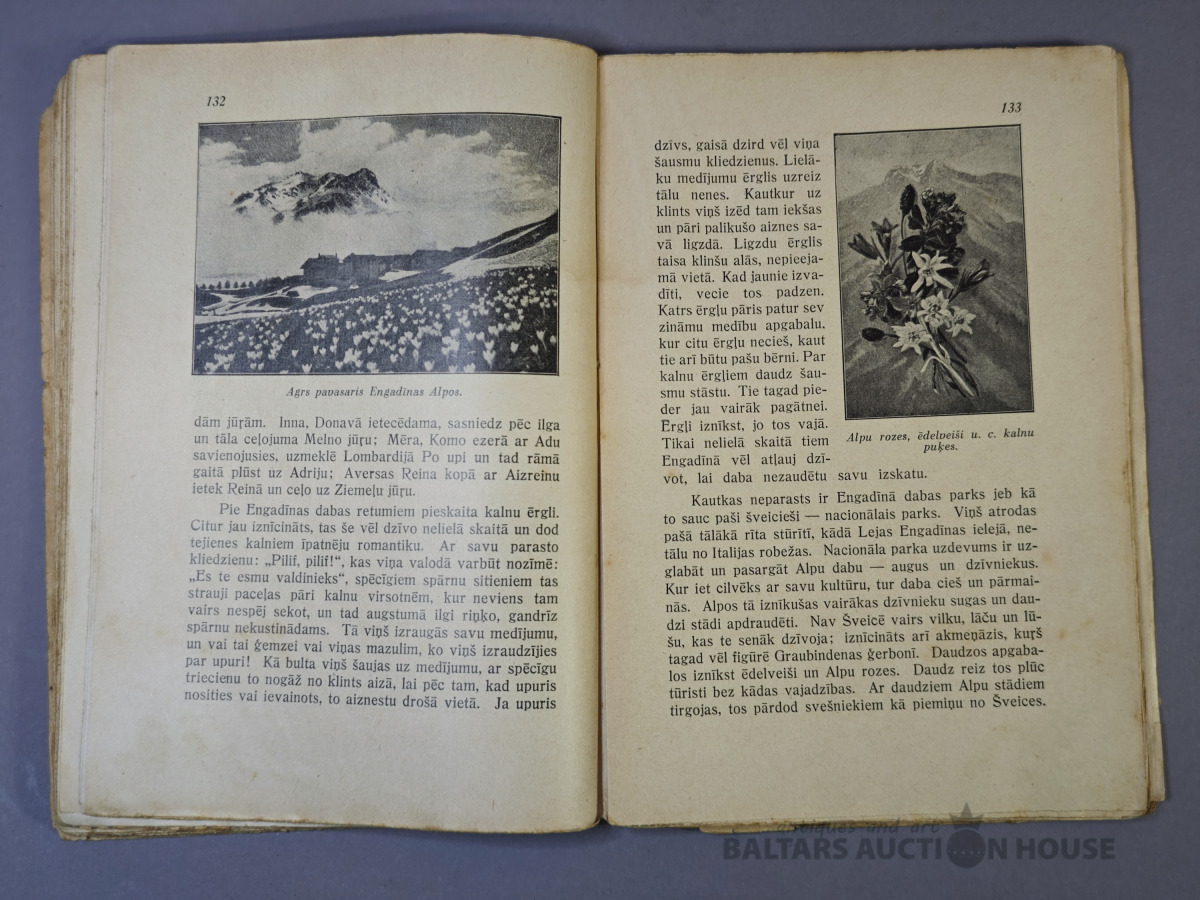 132
Agrs pavasaris Engadīnas Alpos.
dām jūŗām. Inna, Donavā ietecēdama, sasniedz pēc ilga
un tāla ceļojuma Melno jūŗu; Mēra, Komo ezerā ar Adu
savienojusies, uzmeklē Lombardijā Po upi un tad rāmā
gaitā plūst uz Adriju; Aversas Reina kopā ar Aizreinu
ietek Reinā un ceļo uz Ziemeļu jūŗu.
Pie Engadīnas dabas retumiem pieskaita kalnu ērgli.
Citur jau iznīcināts, tas še vēl dzīvo nelielā skaitā un dod
tejienes kalniem īpatnēju romantiku. Ar savu parasto
kliedzienu: „Pilīf, pilīf!“, kas viņa valodā varbūt nozīmē:
„Es te esmu valdinieks“, spēcīgiem spārnu sitieniem tas
strauji paceļas pāri kalnu virsotnēm, kur neviens tam
vairs nespēj sekot, un tad augstumā ilgi riņķo, gandrīz
spārnu nekustinādams. Tā viņš izraugās savu medījumu,
un vai tai ģemzei vai viņas mazulim, ko viņš izraudzījies
par upuri! Kā bulta viņš šaujas uz medījumu, ar spēcīgu
triecienu to nogāž no klints aizā, lai pēc tam, kad upuris
nosities vai ievainots, to aiznestu drošā vietā. Ja upuris
133
dzīvs, gaisā dzird vēl viņa
šausmu kliedzienus. Lielā-
ku medījumu ērglis uzreiz
tālu nenes. Kautkur uz
klints viņš izēd tam iekšas
un pāri palikušo aiznes sa-
vā ligzdā. Ligzdu ērglis
taisa klinšu alās, nepieeja-
mā vietā. Kad jaunie izva-
dīti, vecie tos padzen.
Katrs ērgļu pāris patur sev
zināmu medību apgabalu,
kur citu ērgļu necieš, kaut
tie arī būtu pašu bērni. Par
kalnu ērgļiem daudz šau-
smu stāstu. Tie tagad pie-
der jau vairāk pagātnei.
Ērgļi iznīkst, jo tos vajā.
Tikai nelielā skaitā tiem
Engadīnā vēl atļauj dzī-
vot, lai daba nezaudētu savu izskatu.
Alpu rozes, ēdelveiši u. c. kalnu
puķes.
Kautkas neparasts ir Engadīnā dabas parks jeb kā
to sauc paši šveicieši — nacionālais parks. Viņš atrodas
pašā tālākā rīta stūrītī, kādā Lejas Engadīnas ielejā, ne-
tālu no Italijas robežas. Nacionāla parka uzdevums ir uz-
glabāt un pasargāt Alpu dabu — augus un dzīvniekus.
Kur iet cilvēks ar savu kultūru, tur daba cieš un pārmai-
nās. Alpos tā iznīkušas vairākas dzīvnieku sugas un dau-
dzi stādi apdraudēti. Nav Šveicē vairs vilku, lāču un lū-
šu, kas te senāk dzīvoja; iznīcināts arī akmeņāzis, kuŗš
tagad vēl figūrē Graubindenas ģerbonī. Daudzos apgaba-
los iznīkst ēdelveiši un Alpu rozes. Daudz reiz tos plūc
tūristi bez kādas vajadzības. Ar daudziem Alpu stādiem
tirgojas, tos pārdod svešniekiem kā piemiņu no Šveices.
antiques and art
BALTARS AUCTION HOUSE